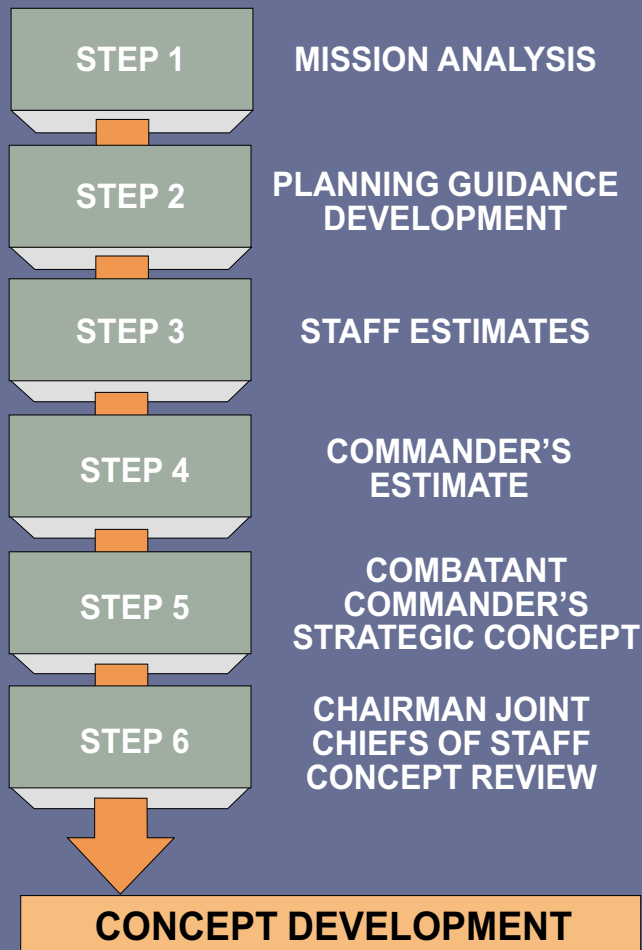 STEP 1
MISSION ANALYSIS
STEP 2
PLANNING GUIDANCE
DEVELOPMENT
STEP 3
STAFF ESTIMATES
STEP 4
COMMANDER’S
ESTIMATE
STEP 5
COMBATANT
COMMANDER’S
STRATEGIC CONCEPT
STEP 6
CHAIRMAN JOINT
CHIEFS OF STAFF
CONCEPT REVIEW
CONCEPT DEVELOPMENT